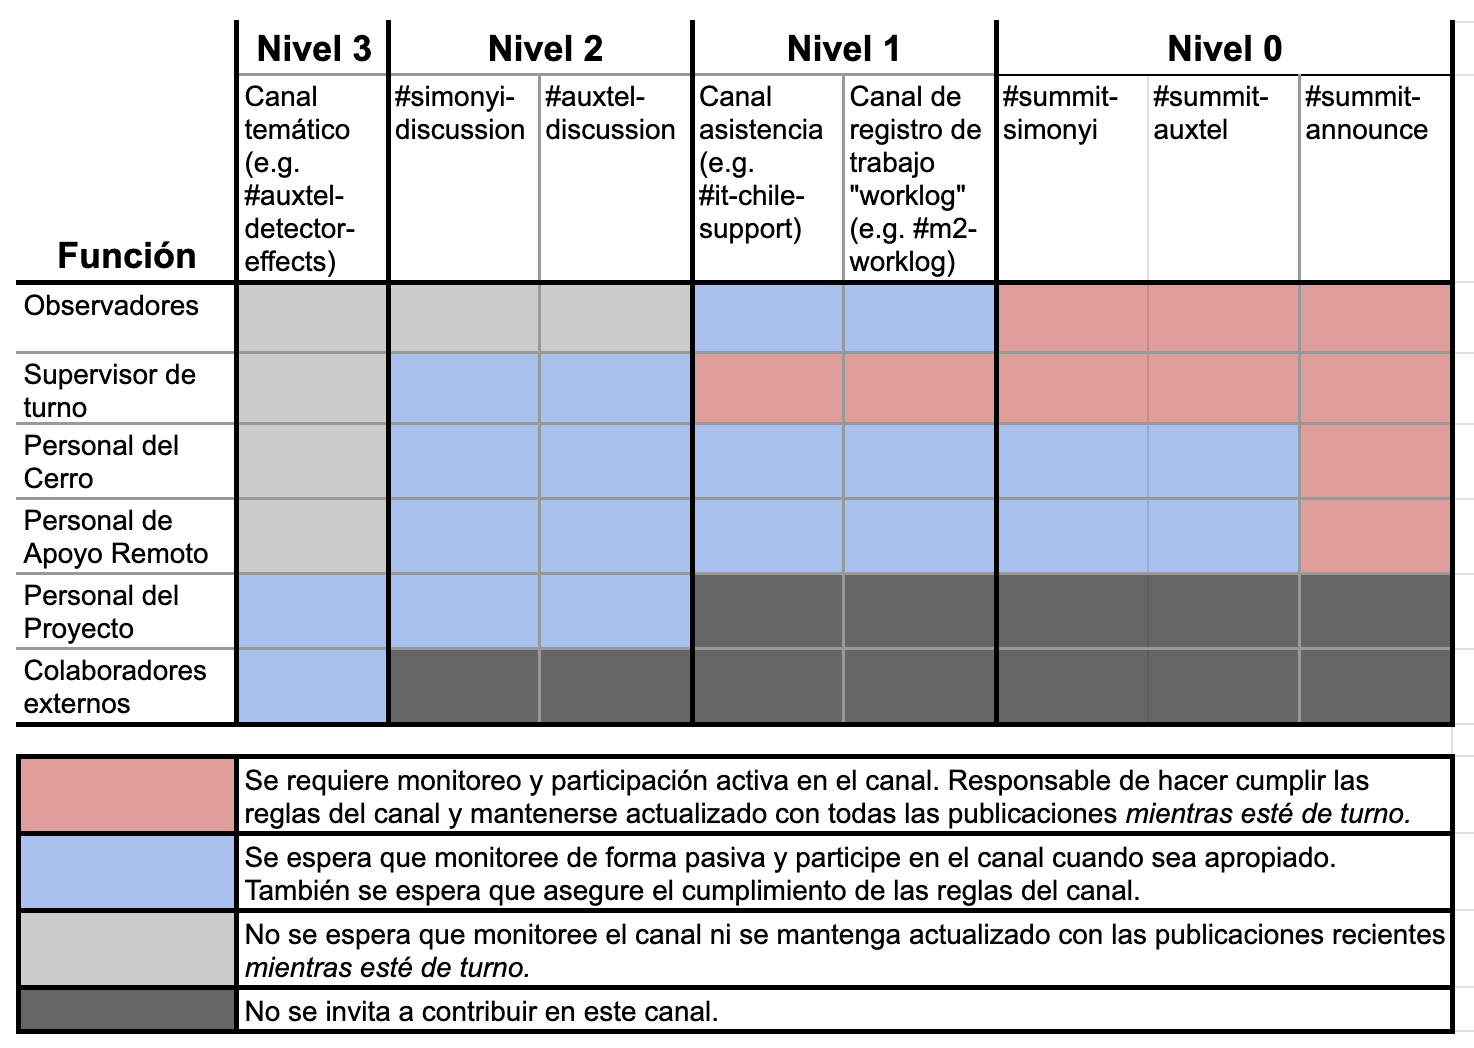 Nivel 3
Nivel 2
Nivel 1
Nivel 0
Función
Canal
temático
(e.g.
#auxtel-
detector-
effects)
#simonyi-
discussion
#auxtel-
discussion
Canal
asistencia
(e.g.
#it-chile-
support)
Canal de
registro de
trabajo
"worklog"
(e.g. #m2-
worklog)
#summit-
simonyi
#summit-
auxtel
#summit-
announce
Observadores
Supervisor de
turno
Personal del
Cerro
Personal de
Apoyo Remoto
Personal del
Proyecto
Colaboradores
externos
Se requiere monitoreo y participación activa en el canal. Responsable de hacer cumplir las
reglas del canal y mantenerse actualizado con todas las publicaciones mientras esté de turno.
Se espera que monitoree de forma pasiva y participe en el canal cuando sea apropiado.
También se espera que asegure el cumplimiento de las reglas del canal.
No se espera que monitoree el canal ni se mantenga actualizado con las publicaciones recientes
mientras esté de turno.
No se invita a contribuir en este canal.